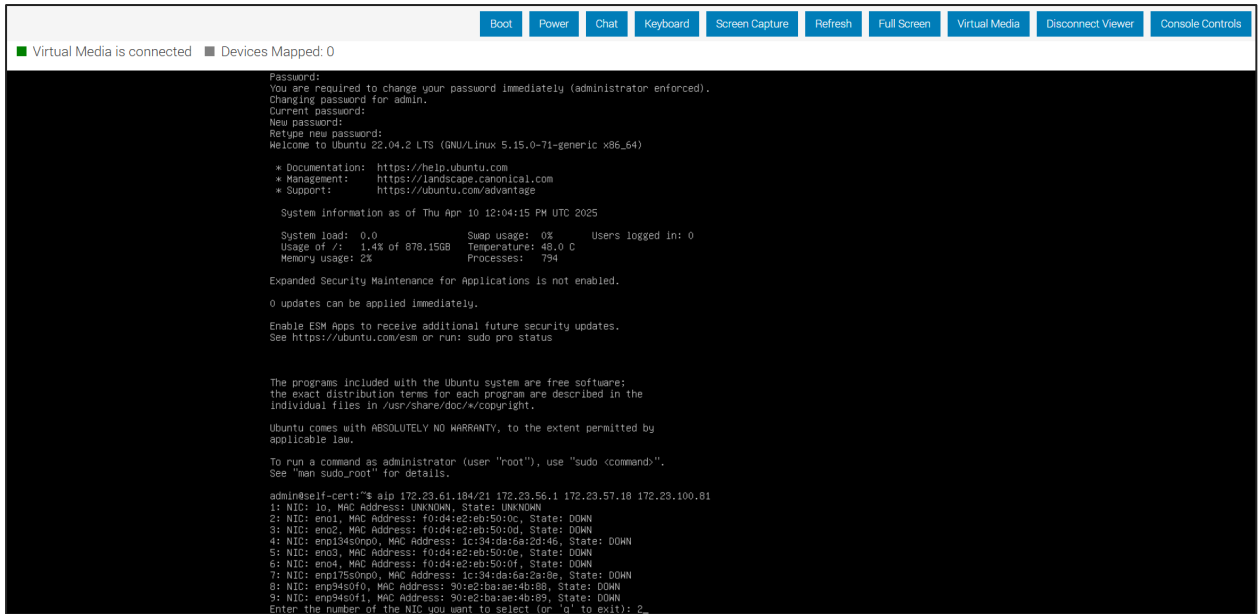 Boot Power Chat Keyboard Screen Capture Refresh Full Screen Virtual Media Disconnect Viewer Console Controls
Virtual Media is connected Devices Mapped: 0
Password:
You are required to change your password immediately (administrator enforced).
Changing password for admin.
Current password:
New password:
Retype new password:
Welcome to Ubuntu 22.04.2 LTS (GNU/Linux 5.15.0-71-generic x86_64)
* Documentation: https://help.ubuntu.com
* Management: https://landscape.canonical.com
* Support: https://ubuntu.com/advantage
System information as of Thu Apr 10 12:04:15 PM UTC 2025
System load: 0.0 Swap usage: 0% Users logged in: 0
Usage of /: 1.4% of 878.15GB Temperature: 48.0 C
Memory usage: 2% Processes: 794
Expanded Security Maintenance for Applications is not enabled.
0 updates can be applied immediately.
Enable ESM Apps to receive additional future security updates.
See https://ubuntu.com/esm or run: sudo pro status
The programs included with the Ubuntu system are free software;
the exact distribution terms for each program are described in the
individual files in /usr/share/doc/*/copyright.
Ubuntu comes with ABSOLUTELY NO WARRANTY, to the extent permitted by
applicable law.
To run a command as administrator (user "root"), use "sudo <command>".
See "man sudo_root" for details.
admin@self-cert:~$ aip 172.23.61.184/21 172.23.56.1 172.23.57.18 172.23.100.81
1: NIC: lo, MAC Address: UNKNOWN, State: UNKNOWN
2: NIC: eno1, MAC Address: f0:d4:e2:eb:50:0c, State: DOWN
3: NIC: eno2, MAC Address: f0:d4:e2:eb:50:0d, State: DOWN
4: NIC: enp134s0np0, MAC Address: 1c:34:da:6a:2d:46, State: DOWN
5: NIC: eno3, MAC Address: f0:d4:e2:eb:50:0e, State: DOWN
6: NIC: eno4, MAC Address: f0:d4:e2:eb:50:0f, State: DOWN
7: NIC: enp175s0np0, MAC Address: 1c:34:da:6a:2a:8e, State: DOWN
8: NIC: enp94s0f0, MAC Address: 90:e2:ba:ae:4b:88, State: DOWN
9: NIC: enp94s0f1, MAC Address: 90:e2:ba:ae:4b:89, State: DOWN
Enter the number of the NIC you want to select (or 'q' to exit): 2_